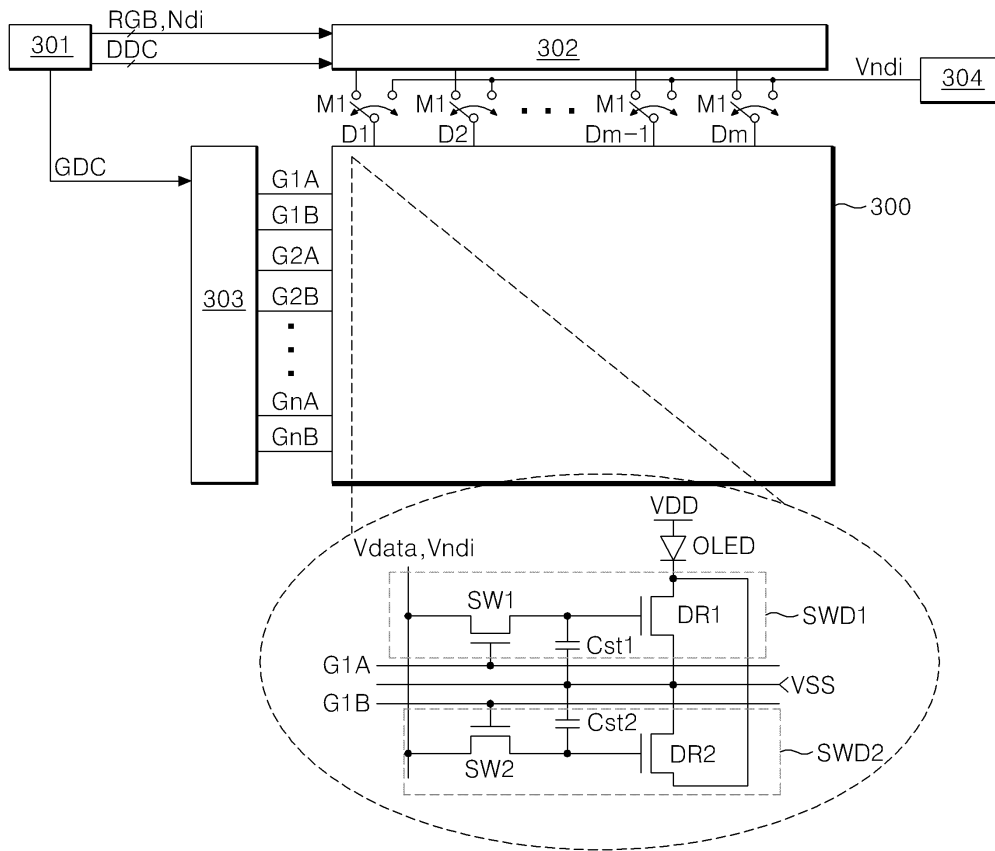 RGB,Ndi
301
DDC
302
Vndi
304
M1
M1
M1
M1
D1
D2
Dm-1
Dm
GDC
G1A
G1B
G2A
G2B
303
GnA
GnB
300
VDD
OLED
Vdata,Vndi
SW1
DR1
SWD1
Cst1
G1A
VSS
G1B
Cst2
SW2
DR2
SWD2